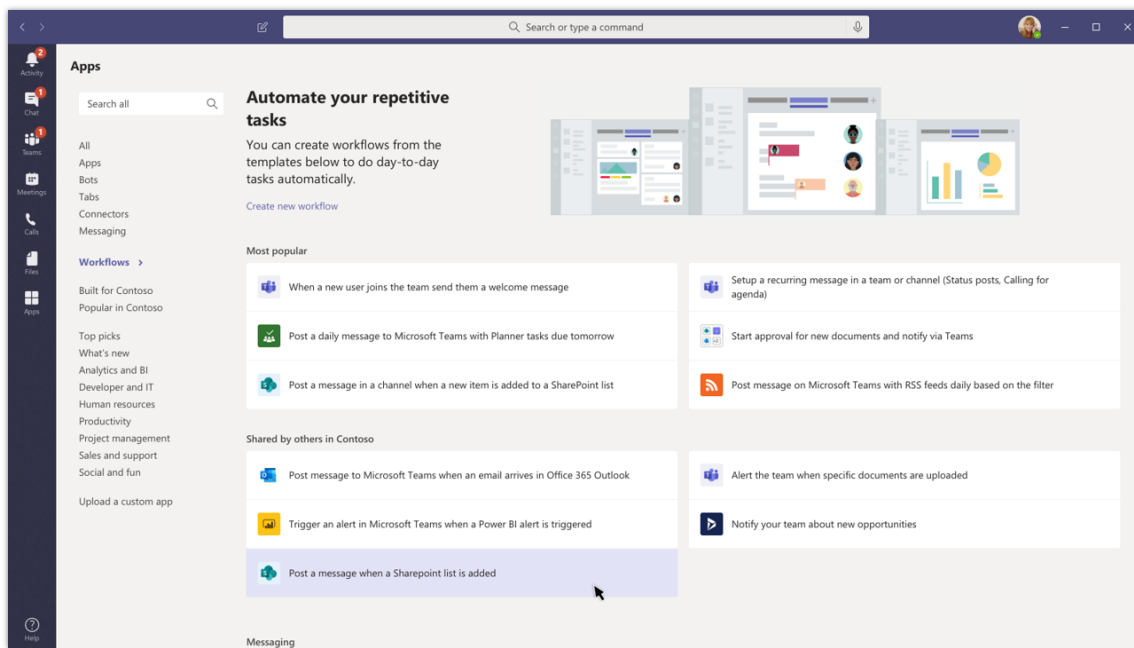 Search or type a command
2
Activity
1
Chat
1
Teams
Meetings
Calls
Files
Apps
Help
Apps
Search all
All
Apps
Bots
Tabs
Connectors
Messaging
Workflows
Built for Contoso
Popular in Contoso
Top picks
What's new
Analytics and BI
Developer and IT
Human resources
Productivity
Project management
Sales and support
Social and fun
Upload a custom app
Automate your repetitive
tasks
You can create workflows from the
templates below to do day-to-day
tasks automatically.
Create new workflow
Most popular
When a new user joins the team send them a welcome message
Setup a recurring message in a team or channel (Status posts, Calling for
agenda)
Post a daily message to Microsoft Teams with Planner tasks due tomorrow
Start approval for new documents and notify via Teams
Post a message in a channel when a new item is added to a SharePoint list
Post message on Microsoft Teams with RSS feeds daily based on the filter
Shared by others in Contoso
Post message to Microsoft Teams when an email arrives in Office 365 Outlook
Alert the team when specific documents are uploaded
Trigger an alert in Microsoft Teams when a Power BI alert is triggered
Notify your team about new opportunities
Post a message when a Sharepoint list is added
Messaging